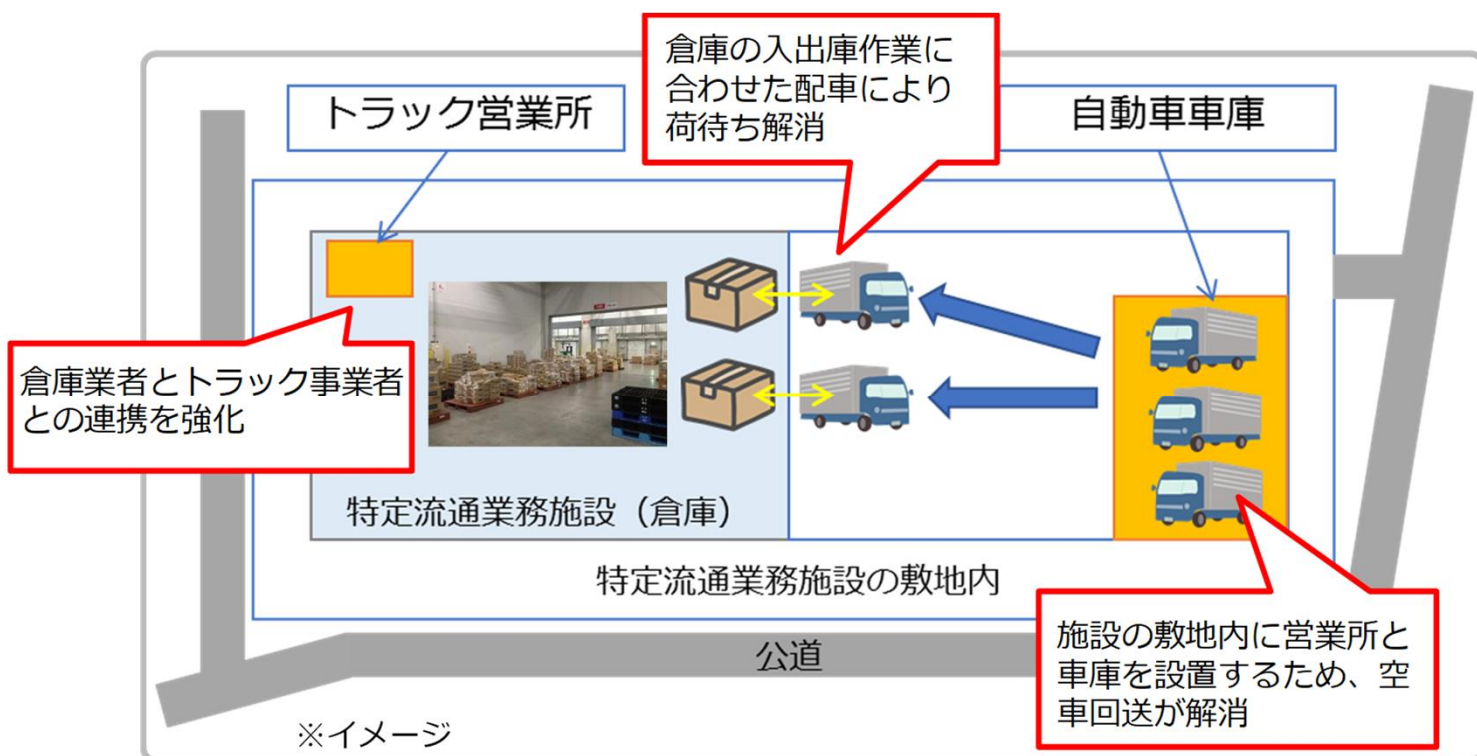 倉庫の入出庫作業に
合わせた配車により
荷待ち解消
トラック営業所
自動車車庫
倉庫業者とトラック事業者
との連携を強化
特定流通業務施設（倉庫）
特定流通業務施設の敷地内
施設の敷地内に営業所と
車庫を設置するため、空
車回送が解消
公道
※イメージ